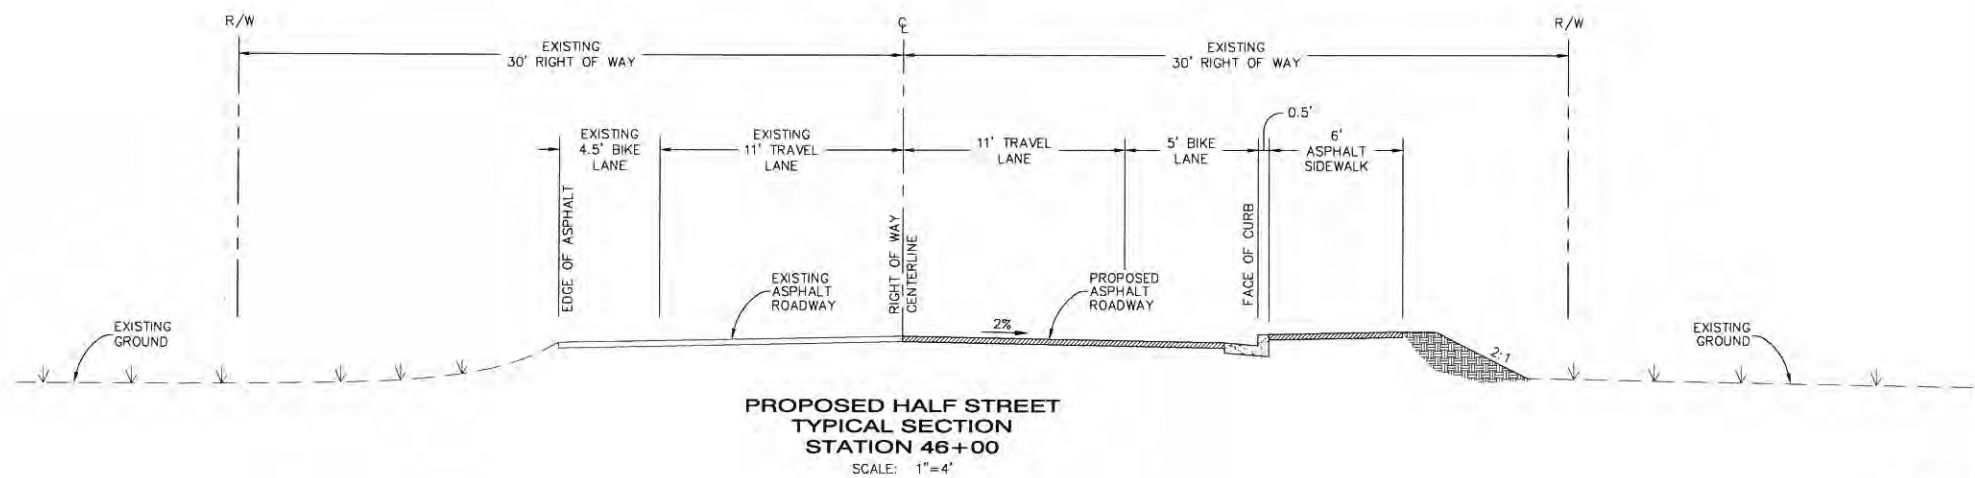 R/W
℄
R/W
EXISTING
30' RIGHT OF WAY
EXISTING
30' RIGHT OF WAY
0.5'
EXISTING
4.5' BIKE
LANE
EXISTING
11' TRAVEL
LANE
11' TRAVEL
LANE
5' BIKE
LANE
6'
ASPHALT
SIDEWALK
EDGE OF ASPHALT
RIGHT OF WAY
CENTERLINE
FACE OF CURB
EXISTING
ASPHALT
ROADWAY
PROPOSED
ASPHALT
ROADWAY
EXISTING
GROUND
2%
2:1
EXISTING
GROUND
PROPOSED HALF STREET
TYPICAL SECTION
STATION 46+00
SCALE: 1"=4'